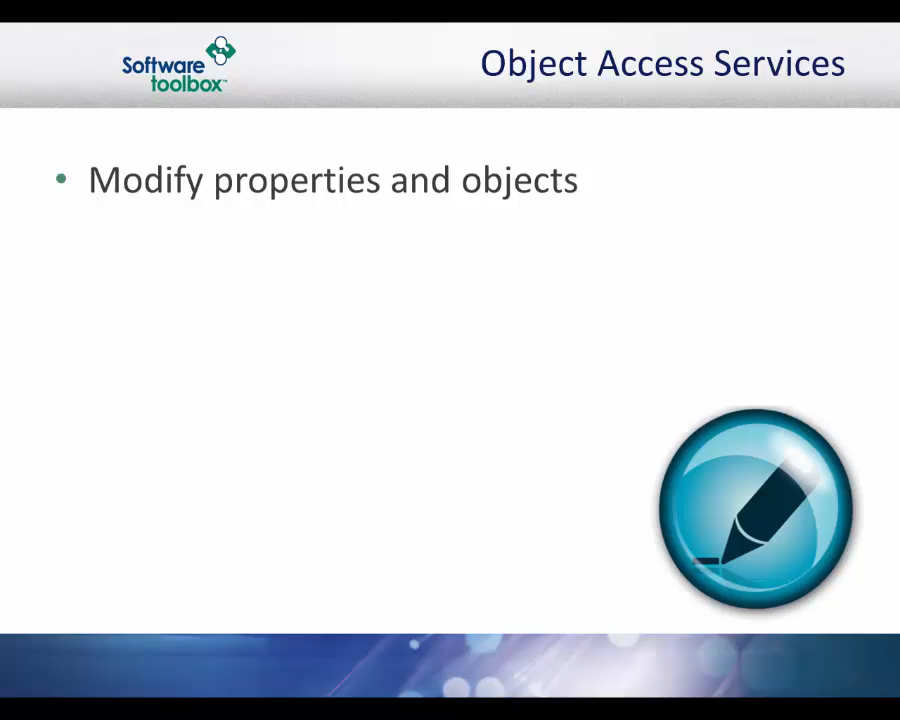 Software
toolbox™
Object Access Services
• Modify properties and objects